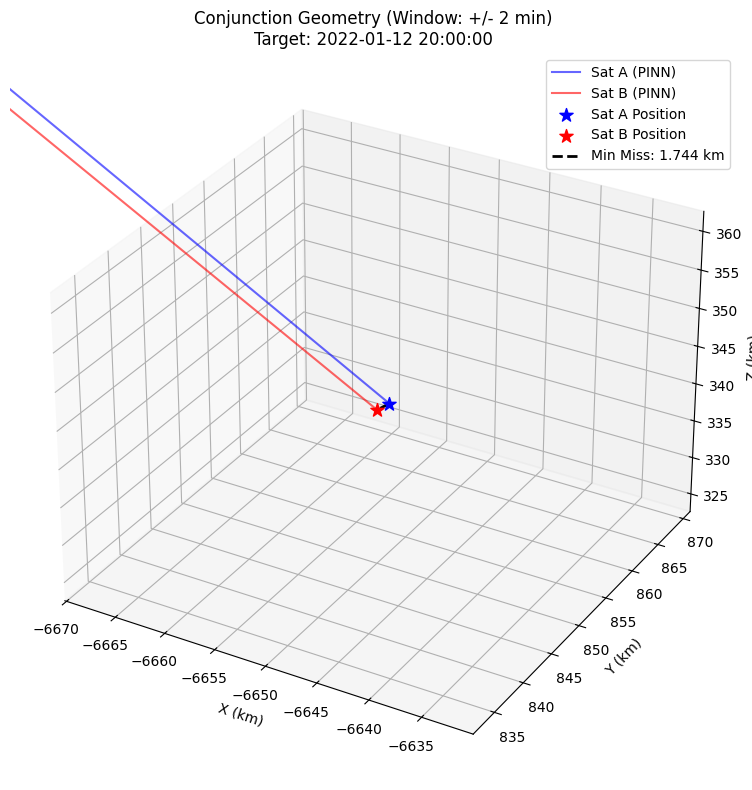 Conjunction Geometry (Window: +/- 2 min)
Target: 2022-01-12 20:00:00
Sat A (PINN)
Sat B (PINN)
Sat A Position
Sat B Position
Min Miss: 1.744 km
360
355
350
345
340
335
330
325
Z (km)
870
865
860
855
850
845
840
835
Y (km)
−6670
−6665
−6660
−6655
−6650
−6645
−6640
−6635
X (km)